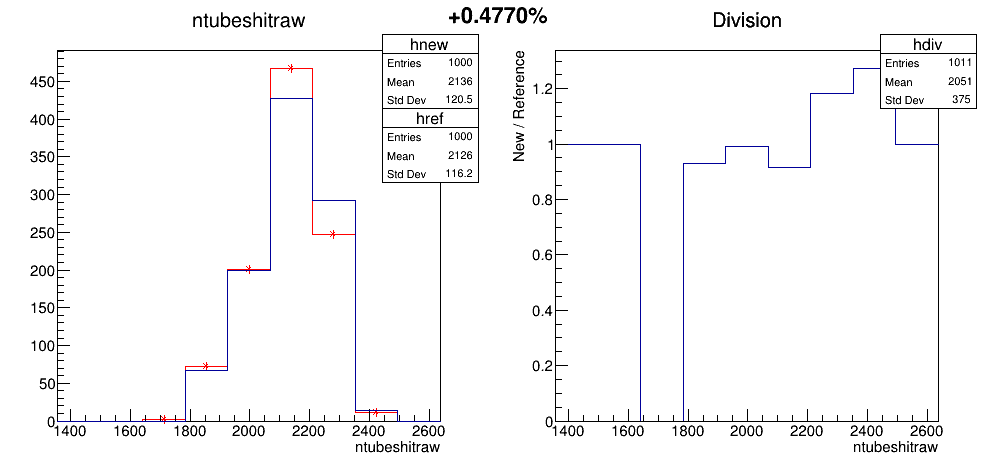 +0.4770%
ntubeshitraw
hnew
Entries 1000
Mean 2136
Std Dev 120.5
href
Entries 1000
Mean 2126
Std Dev 116.2
450
400
350
300
250
200
150
100
50
0
1400 1600 1800 2000 2200 2400 2600
ntubeshitraw
Division
hdiv
Entries 1011
Mean 2051
Std Dev 375
New / Reference
1.2
1
0.8
0.6
0.4
0.2
0
1400 1600 1800 2000 2200 2400 2600
ntubeshitraw